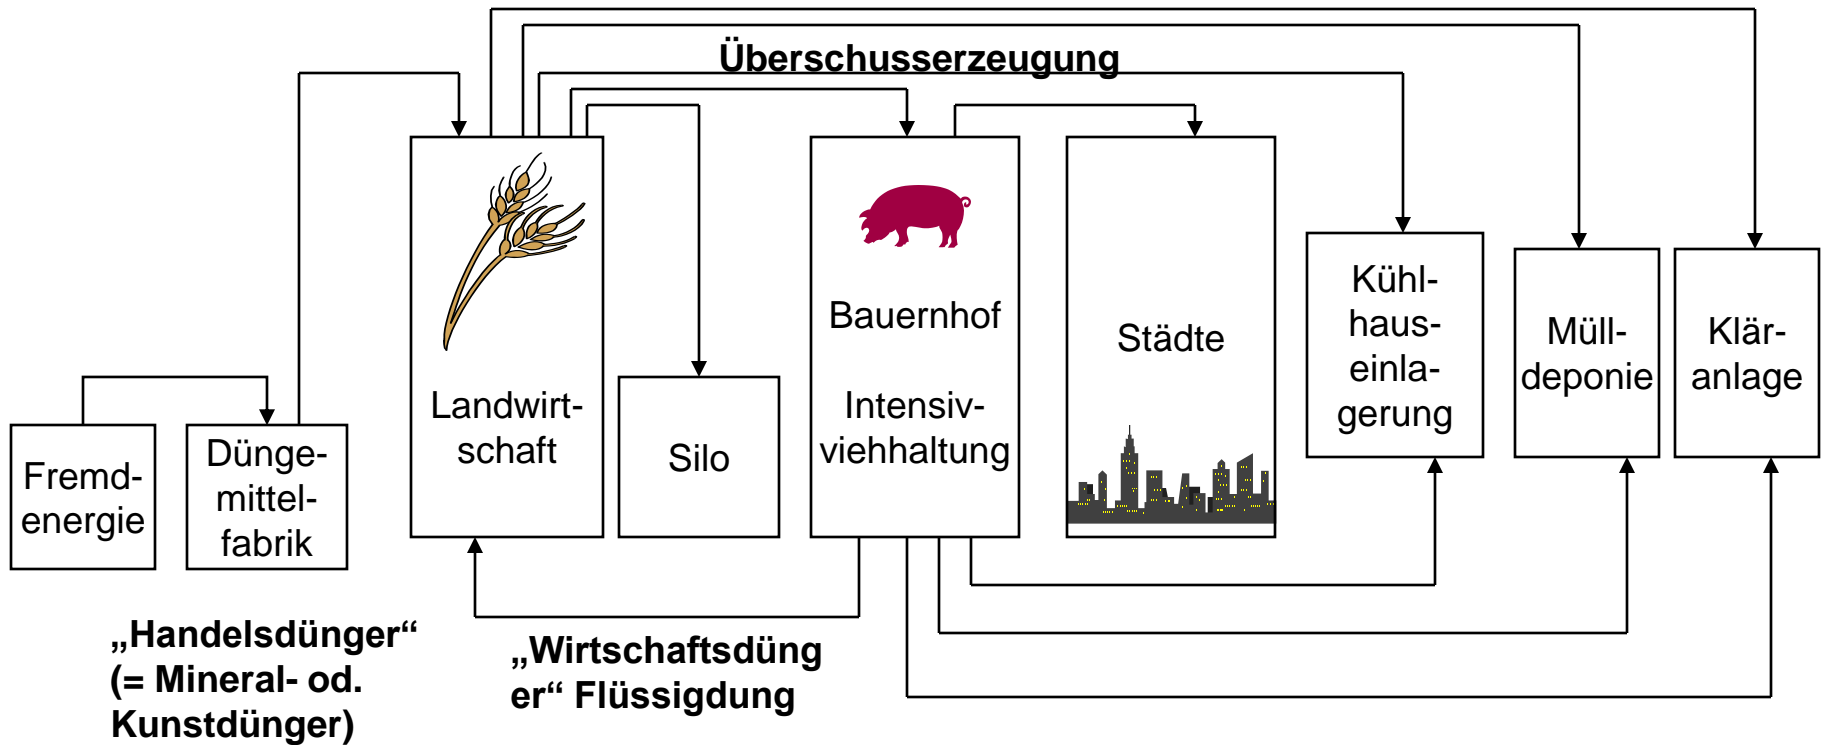 Überschusserzeugung
Fremd-
energie
Dünge-
mittel-
fabrik
Landwirt-
schaft
Silo
Bauernhof
Intensiv-
viehhaltung
Städte
Kühl-
haus-
einla-
gerung
Müll-
deponie
Klär-
anlage
„Handelsdünger“
(= Mineral- od.
Kunstdünger)
„Wirtschaftsdüng
er“ Flüssigdung